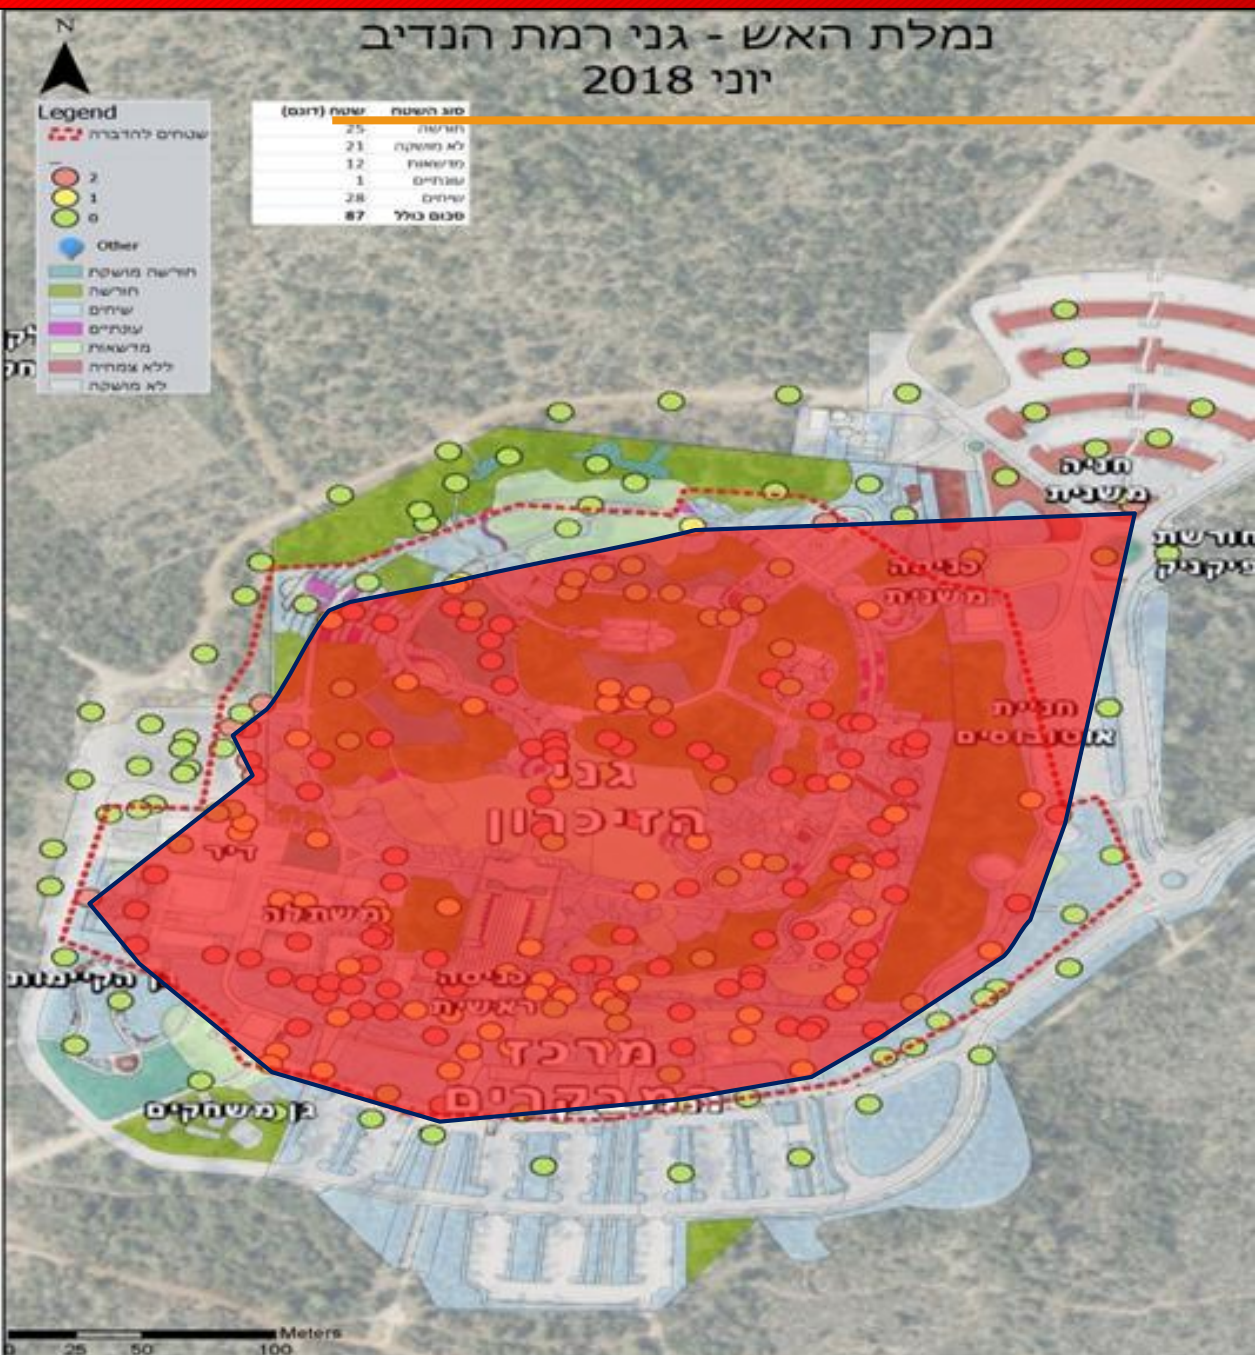 נמלת האש - גני רמת הנדיב
יוני 2018
N
Legend
שטחים להדברה
2
1
0
Other
חורשה מושקת
חורשה
שיחים
עונתיים
מדשאות
ללא צמחיה
לא מושקה
סוג השטח שטח (דונם)
חורשה 25
לא מושקה 21
מדשאות 12
עונתיים 1
שיחים 28
סכום כולל 87
חניה
משנית
חורשת
פיקניק
כניסה
משנית
חניית
אוטובוסים
גני
הזיכרון
דיר
משתלה
כניסה
ראשית
הקיימות
מרכז
המבקרים
גן משחקים
Meters
0 25 50 100